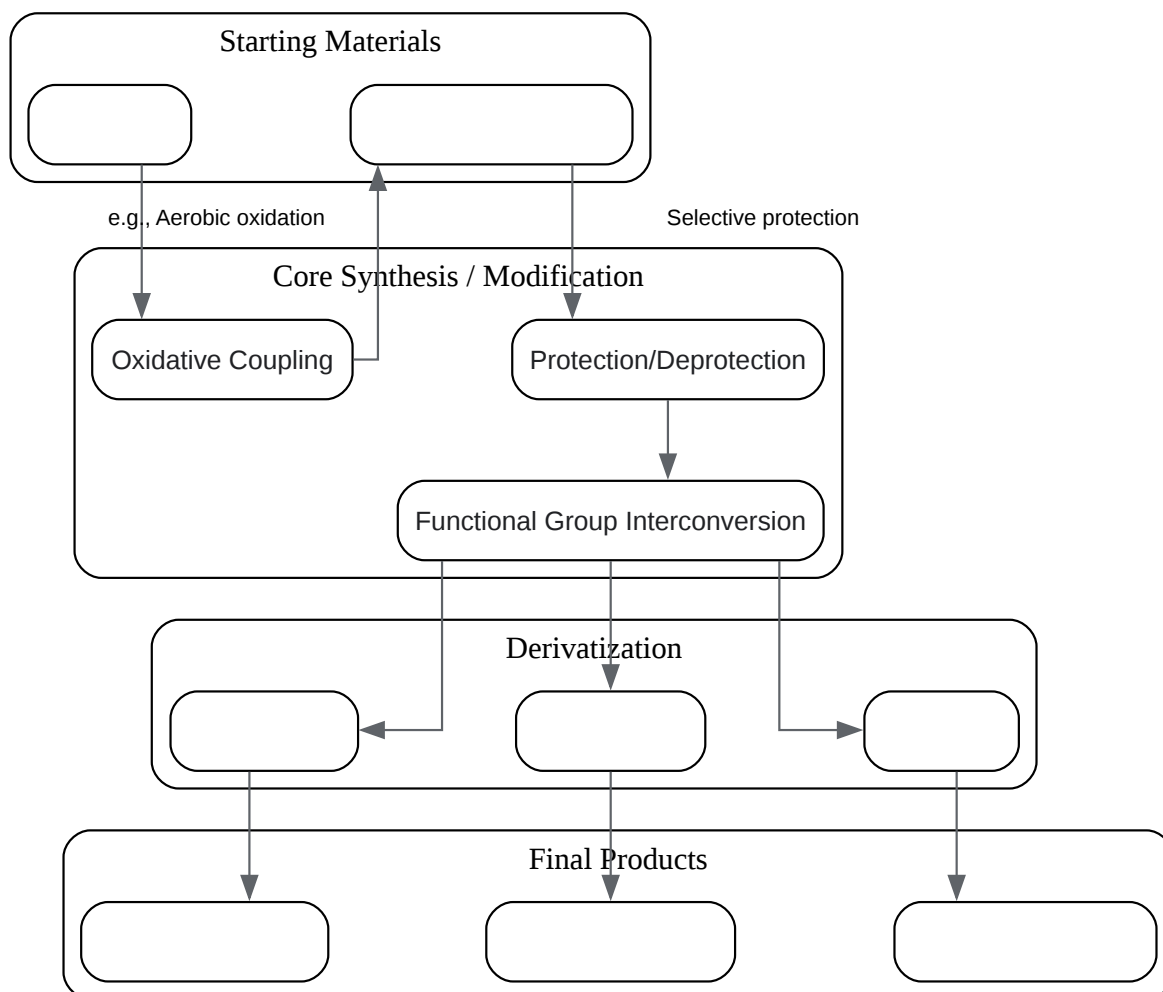 Starting Materials
e.g., Aerobic oxidation
Selective protection
Core Synthesis / Modification
Oxidative Coupling
Protection/Deprotection
Functional Group Interconversion
Derivatization
Final Products